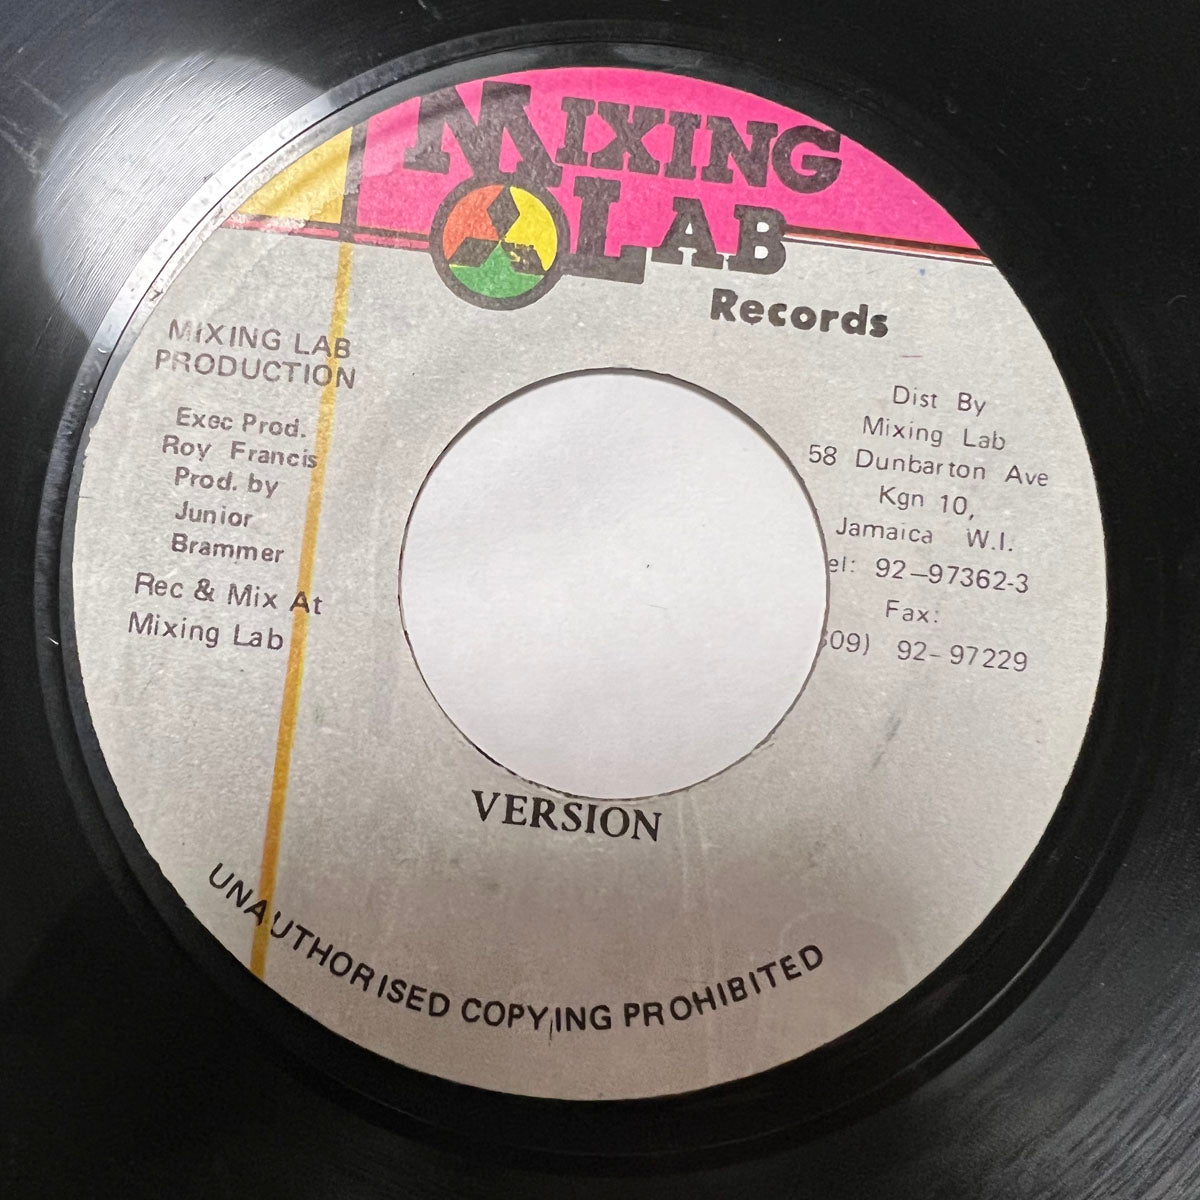 MIXING
LAB
Records
MIXING LAB
PRODUCTION
Exec Prod.
Roy Francis
Prod. by
Junior
Brammer
Rec & Mix At
Mixing Lab
Dist By
Mixing Lab
58 Dunbarton Ave
Kgn 10,
Jamaica W.I.
el: 92-97362-3
Fax:
09) 92-97229
VERSION
UNAUTHORISED COPYING PROHIBITED